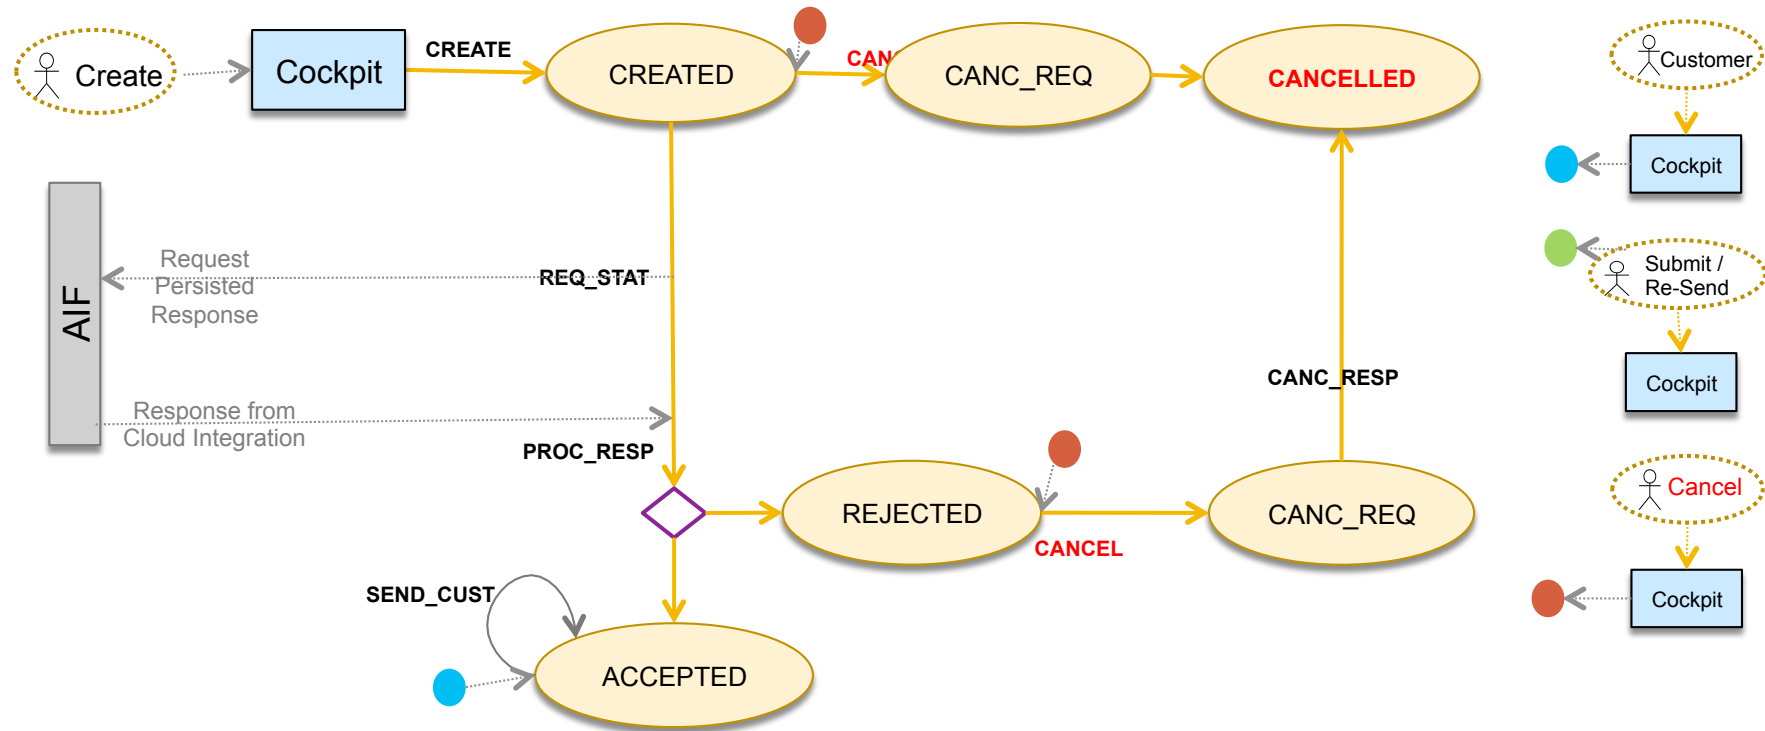 Create
Cockpit
CREATE
CREATED
CANC
CANC_REQ
CANCELLED
Customer
Cockpit
Request
Persisted
Response
REQ_STAT
AIF
Submit /
Re-Send
Cockpit
CANC_RESP
Response from
Cloud Integration
PROC_RESP
REJECTED
CANCEL
CANC_REQ
Cancel
Cockpit
SEND_CUST
ACCEPTED